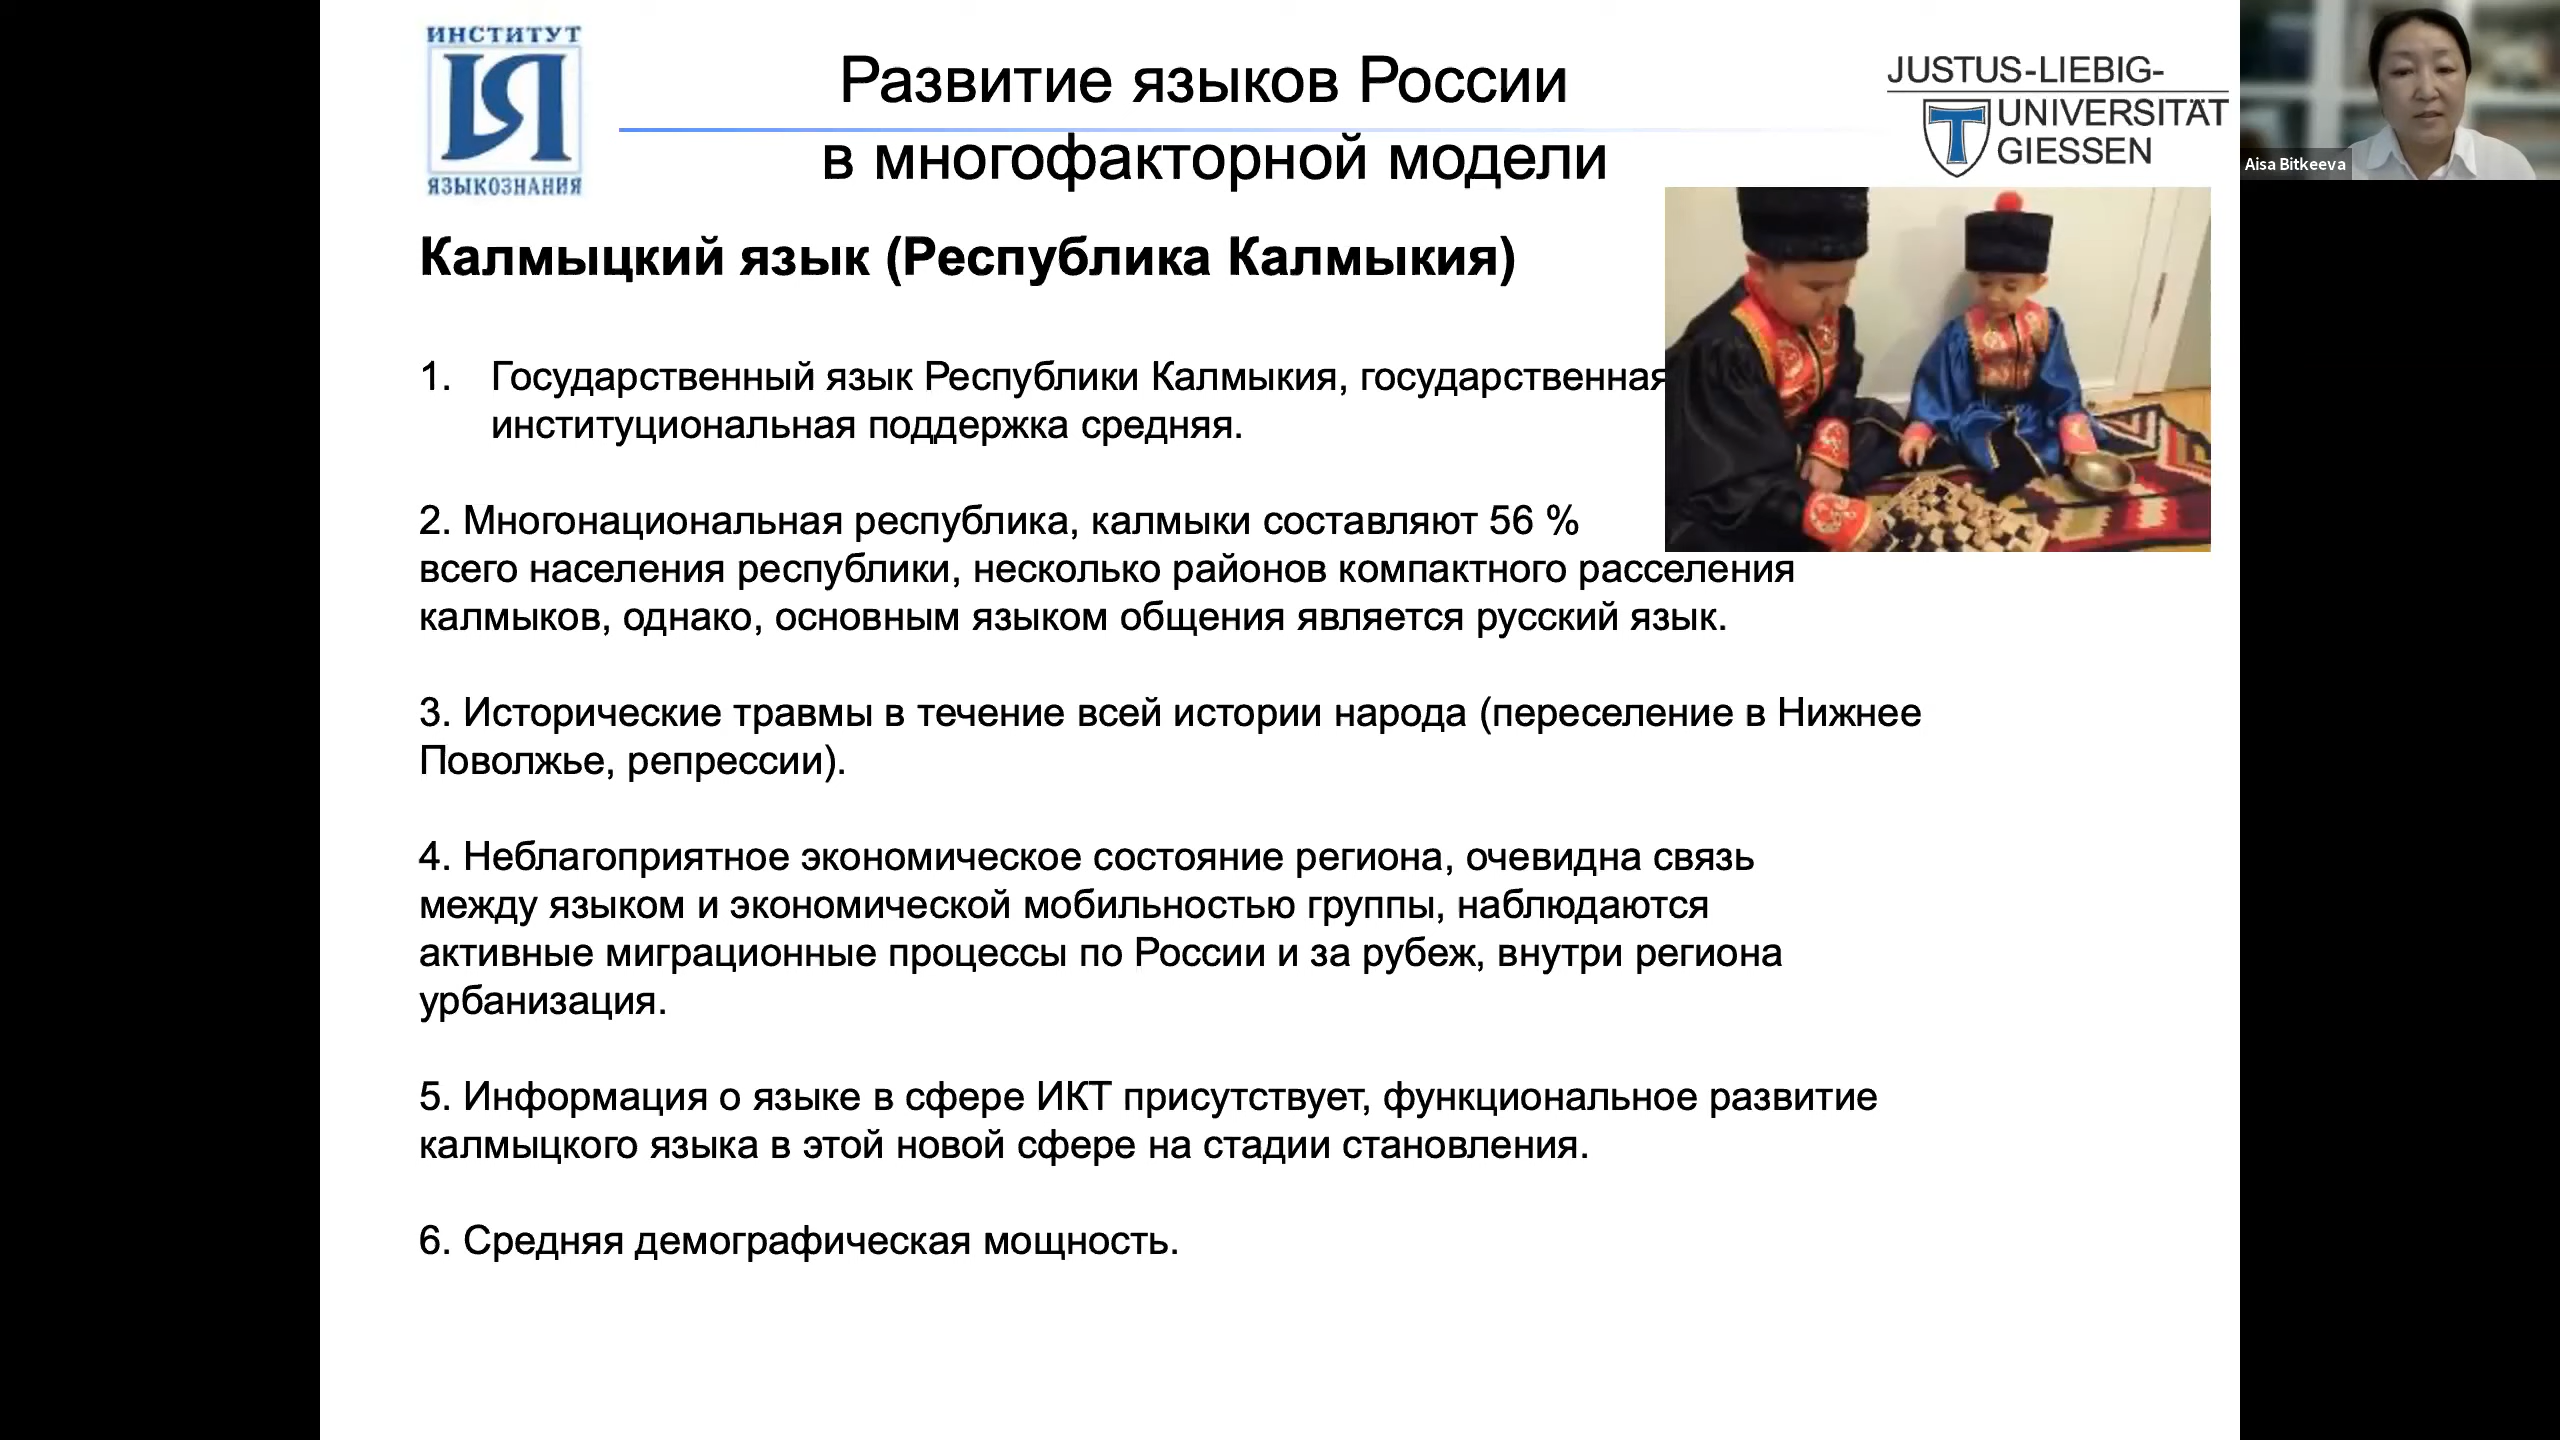 ИНСТИТУТ
ИЯ
ЯЗЫКОЗНАНИЯ
Развитие языков России
в многофакторной модели
JUSTUS-LIEBIG-
UNIVERSITÄT
GIESSEN
Aisa Bitkeeva
Калмыцкий язык (Республика Калмыкия)
1. Государственный язык Республики Калмыкия, государственная
институциональная поддержка средняя.
2. Многонациональная республика, калмыки составляют 56 %
всего населения республики, несколько районов компактного расселения
калмыков, однако, основным языком общения является русский язык.
3. Исторические травмы в течение всей истории народа (переселение в Нижнее
Поволжье, репрессии).
4. Неблагоприятное экономическое состояние региона, очевидна связь
между языком и экономической мобильностью группы, наблюдаются
активные миграционные процессы по России и за рубеж, внутри региона
урбанизация.
5. Информация о языке в сфере ИКТ присутствует, функциональное развитие
калмыцкого языка в этой новой сфере на стадии становления.
6. Средняя демографическая мощность.